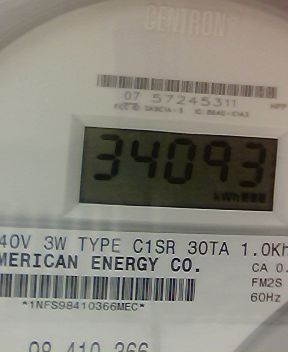 CENTRON
07 57245311
34093
kWh
40V 3W TYPE C1SR 30TA 1.0Kh
MERICAN ENERGY CO.
CA 0.
FM2S
60Hz
*1NFS98410366MEC*
98 410 366